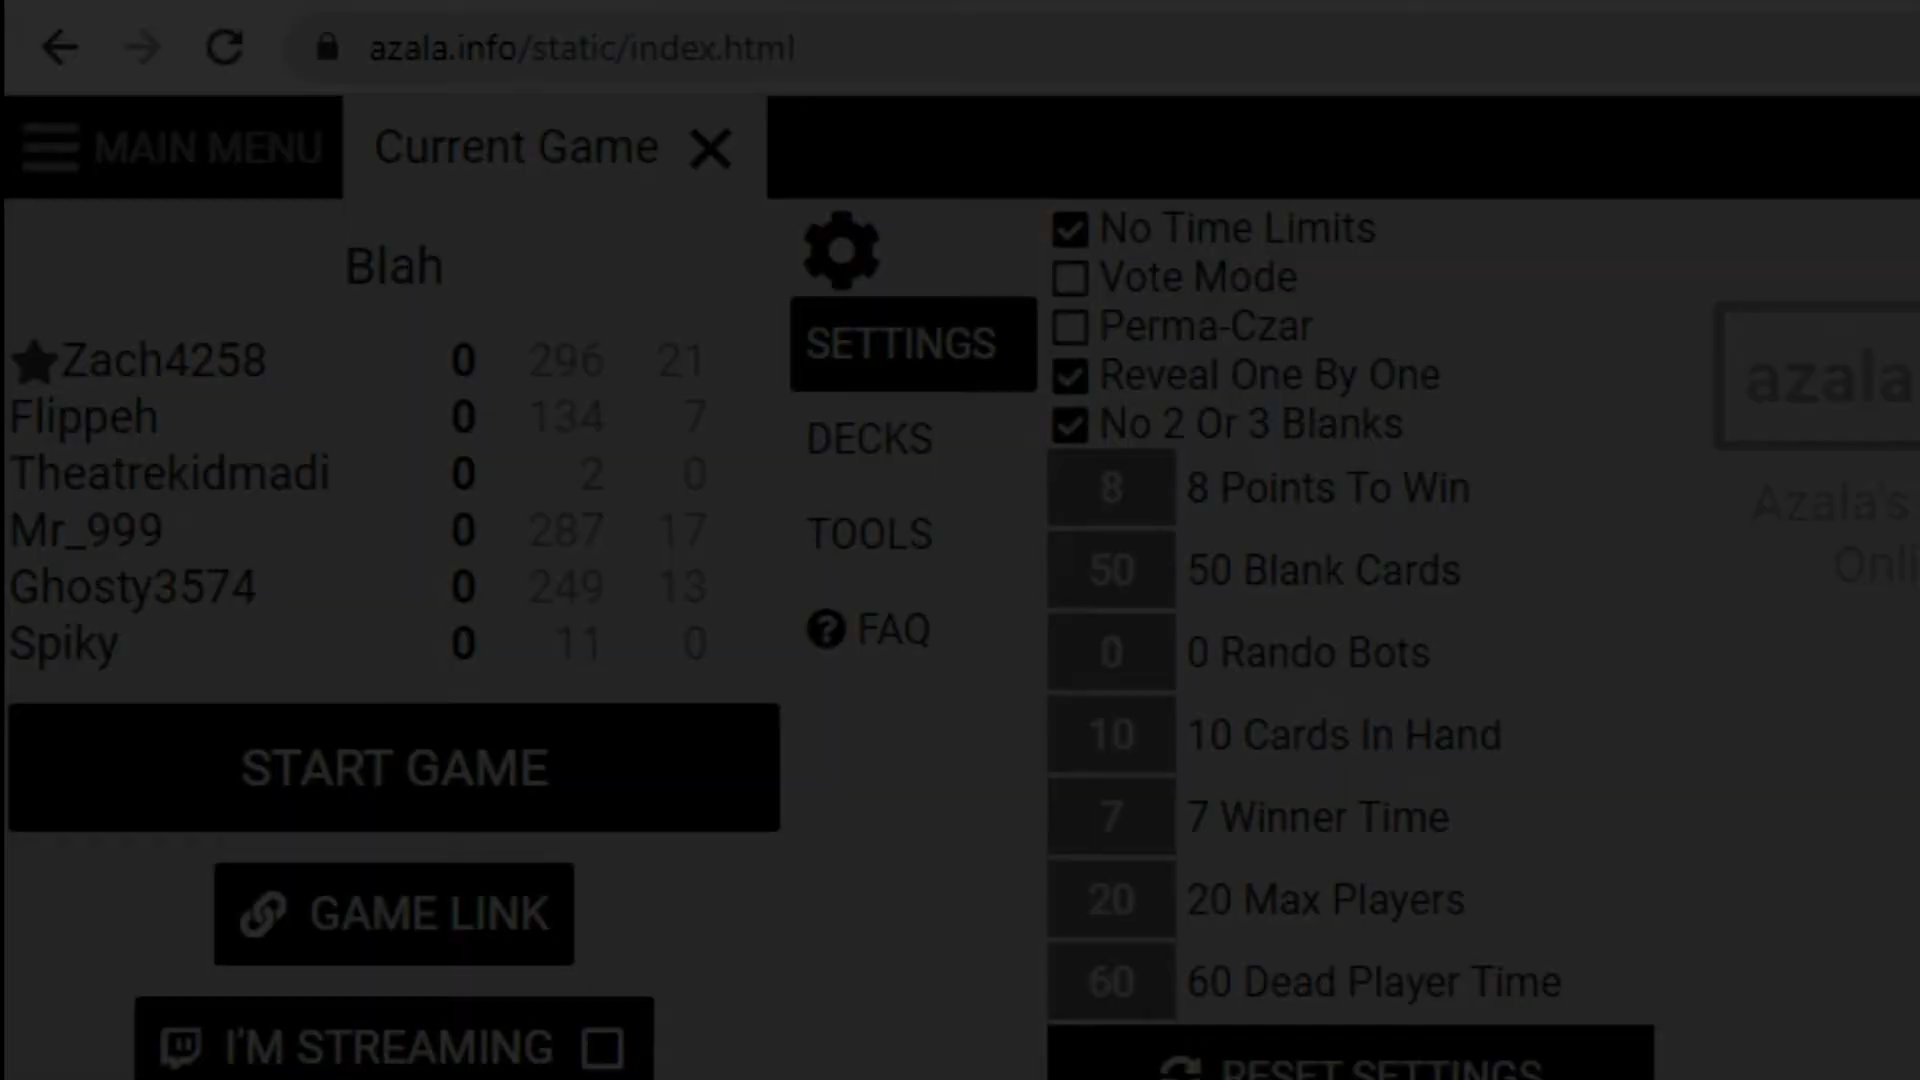 azala.info/static/index.html
MAIN MENU
Current Game
Blah
Zach4258 0 296 21
Flippeh 0 134 7
Theatrekidmadi 0 2 0
Mr_999 0 287 17
Ghosty3574 0 249 13
Spiky 0 11 0
START GAME
GAME LINK
I'M STREAMING
SETTINGS
DECKS
TOOLS
? FAQ
No Time Limits
Vote Mode
Perma-Czar
Reveal One By One
No 2 Or 3 Blanks
8 8 Points To Win
50 50 Blank Cards
0 0 Rando Bots
10 10 Cards In Hand
7 7 Winner Time
20 20 Max Players
60 60 Dead Player Time
RESET SETTINGS
azala
Azala's
Onli